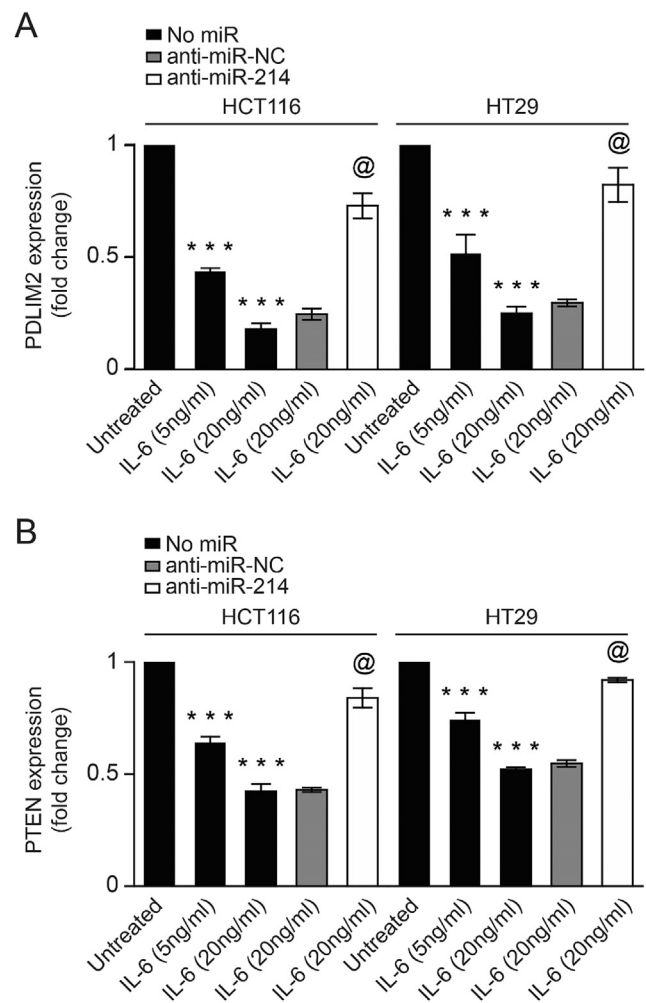 A
No miR
anti-miR-NC
anti-miR-214
HCT116 HT29
PDLIM2 expression
(fold change)
1
0.5
0
* * *
* * *
@
* * *
* * *
@
Untreated
IL-6 (5ng/ml)
IL-6 (20ng/ml)
IL-6 (20ng/ml)
IL-6 (20ng/ml)
Untreated
IL-6 (5ng/ml)
IL-6 (20ng/ml)
IL-6 (20ng/ml)
IL-6 (20ng/ml)
B
No miR
anti-miR-NC
anti-miR-214
HCT116 HT29
PTEN expression
(fold change)
1
0.5
0
* * *
* * *
@
* * *
* * *
@
Untreated
IL-6 (5ng/ml)
IL-6 (20ng/ml)
IL-6 (20ng/ml)
IL-6 (20ng/ml)
Untreated
IL-6 (5ng/ml)
IL-6 (20ng/ml)
IL-6 (20ng/ml)
IL-6 (20ng/ml)